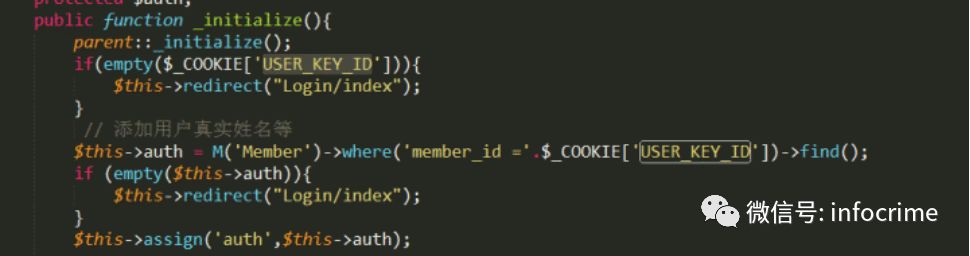 protected $auth;
public function _initialize(){
parent::_initialize();
if(empty($_COOKIE['USER_KEY_ID'])){
$this->redirect("Login/index");
}
// 添加用户真实姓名等
$this->auth = M('Member')->where('member_id ='.$_COOKIE['USER_KEY_ID'])->find();
if (empty($this->auth)){
$this->redirect("Login/index");
}
$this->assign('auth',$this->auth);
微信号: infocrime